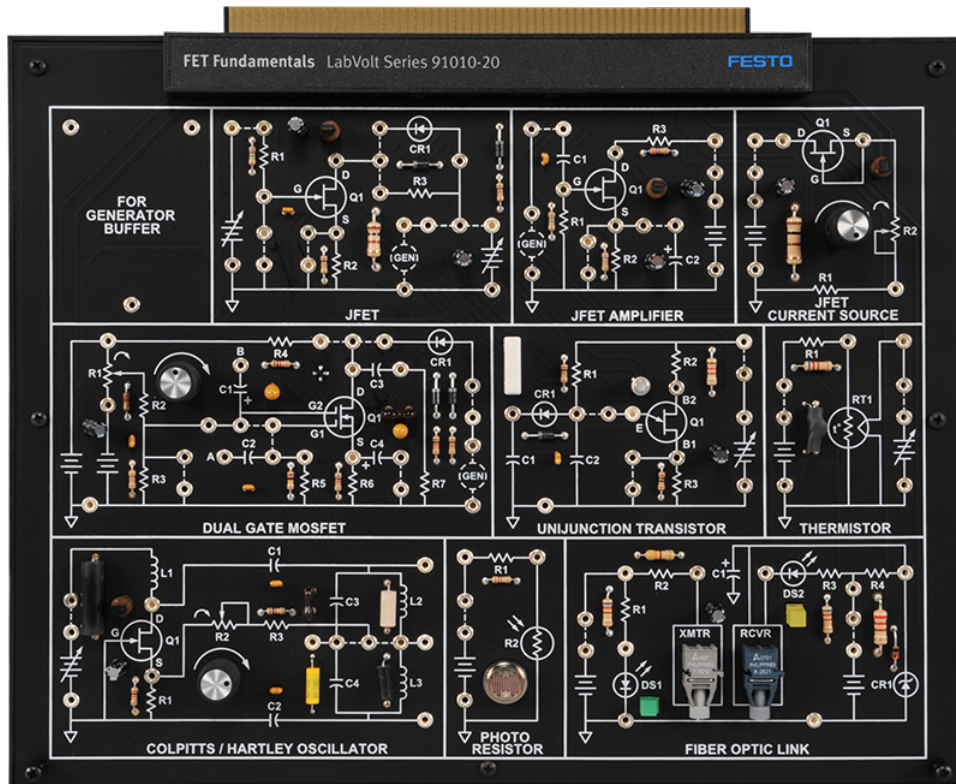 FET Fundamentals LabVolt Series 91010-20
FESTO
FOR
GENERATOR
BUFFER
R1
D
G
Q1
S
R2
CR1
R3
GEN
JFET
C1
R3
D
G
Q1
S
R1
R2
C2
GEN
JFET AMPLIFIER
Q1
D
S
G
R2
R1
JFET
CURRENT SOURCE
R1
R2
R3
B
C1
R4
G2
G1
D
Q1
S
C3
C4
A
C2
R5
R6
R7
CR1
GEN
DUAL GATE MOSFET
CR1
R1
R2
B2
Q1
E
B1
C1
C2
R3
UNIJUNCTION TRANSISTOR
R1
RT1
t°
THERMISTOR
L1
C1
D
G
Q1
S
R1
R2
R3
C3
L2
C4
L3
C2
COLPITTS / HARTLEY OSCILLATOR
R1
R2
PHOTO
RESISTOR
R2
C1
R1
DS2
R3
R4
XMTR
RCVR
PHILIPPINES
PHILIPPINES
DS1
CR1
FIBER OPTIC LINK